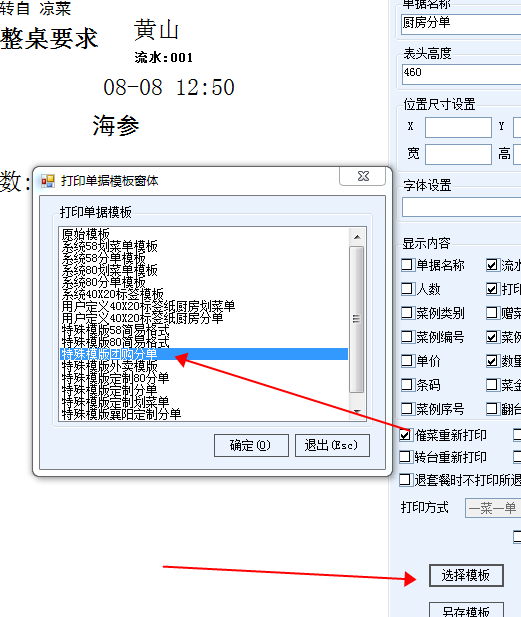 转自 凉菜
整桌要求 黄山
流水:001
08-08 12:50
海参
数:
打印单据模板窗体
打印单据模板
原始模板
系统58划菜单模板
系统58分单模板
系统80划菜单模板
系统80分单模板
系统40X20标签模板
用户定义40X20标签纸厨房划菜单
用户定义40X20标签纸厨房分单
特殊模版58简易格式
特殊模版80简易格式
特殊模版团购分单
特殊模版外卖模版
特殊模版定制80分单
特殊模版定制分单
特殊模版定制划菜单
特殊模版襄阳定制分单
确定(O) 退出(Esc)
单据名称
厨房分单
表头高度
460
位置尺寸设置
X Y
宽 高
字体设置
显示内容
单据名称 流水
人数 打印
菜例类别 赠菜
菜例编号 菜例
单价 数量
条码 菜金
菜例序号 翻台
催菜重新打印
转台重新打印
退套餐时不打印所退
打印方式 一菜一单
选择模板
另存模板